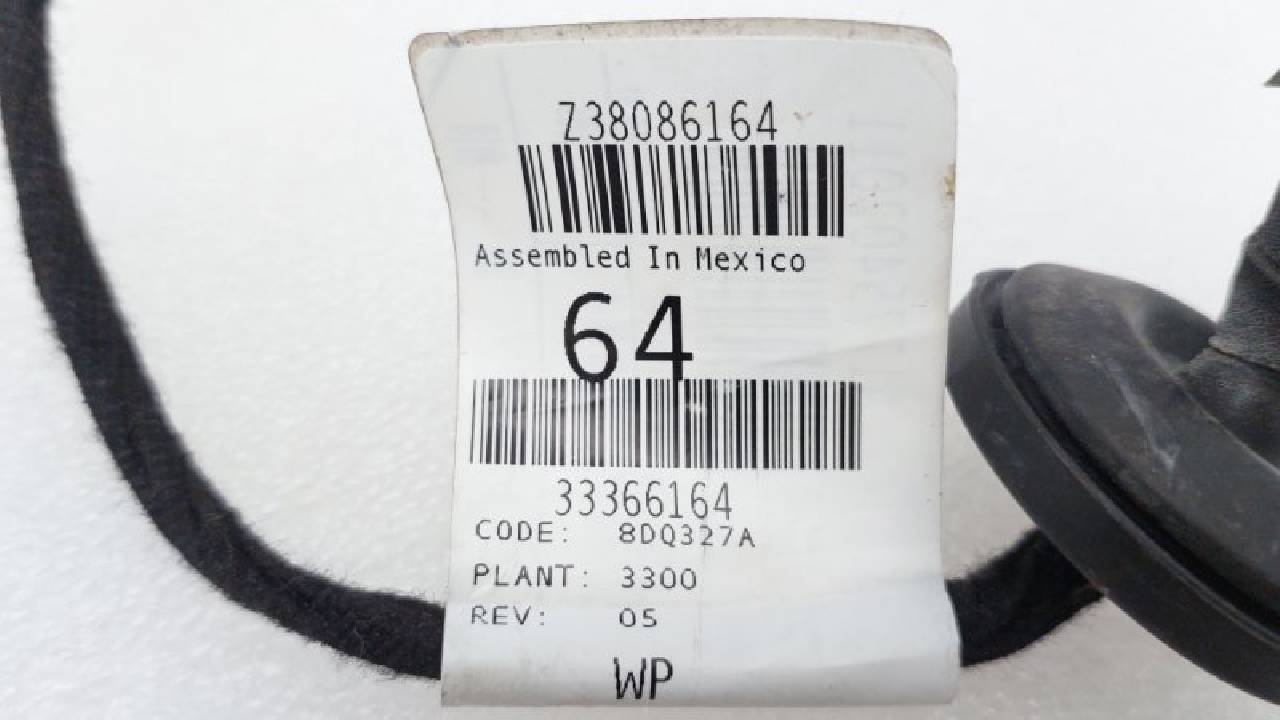 Z38086164
Assembled In Mexico
64
33366164
CODE: 8DQ327A
PLANT: 3300
REV: 05
WP